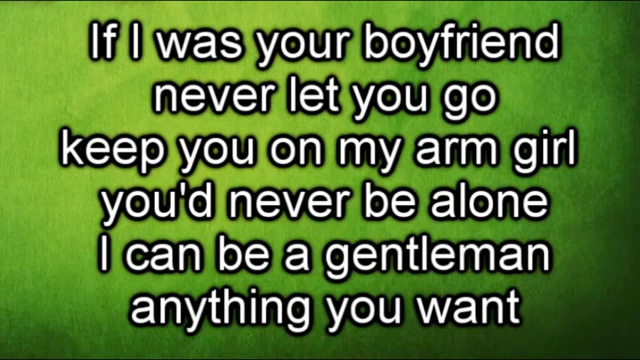 If I was your boyfriend
never let you go
keep you on my arm girl
you'd never be alone
I can be a gentleman
anything you want